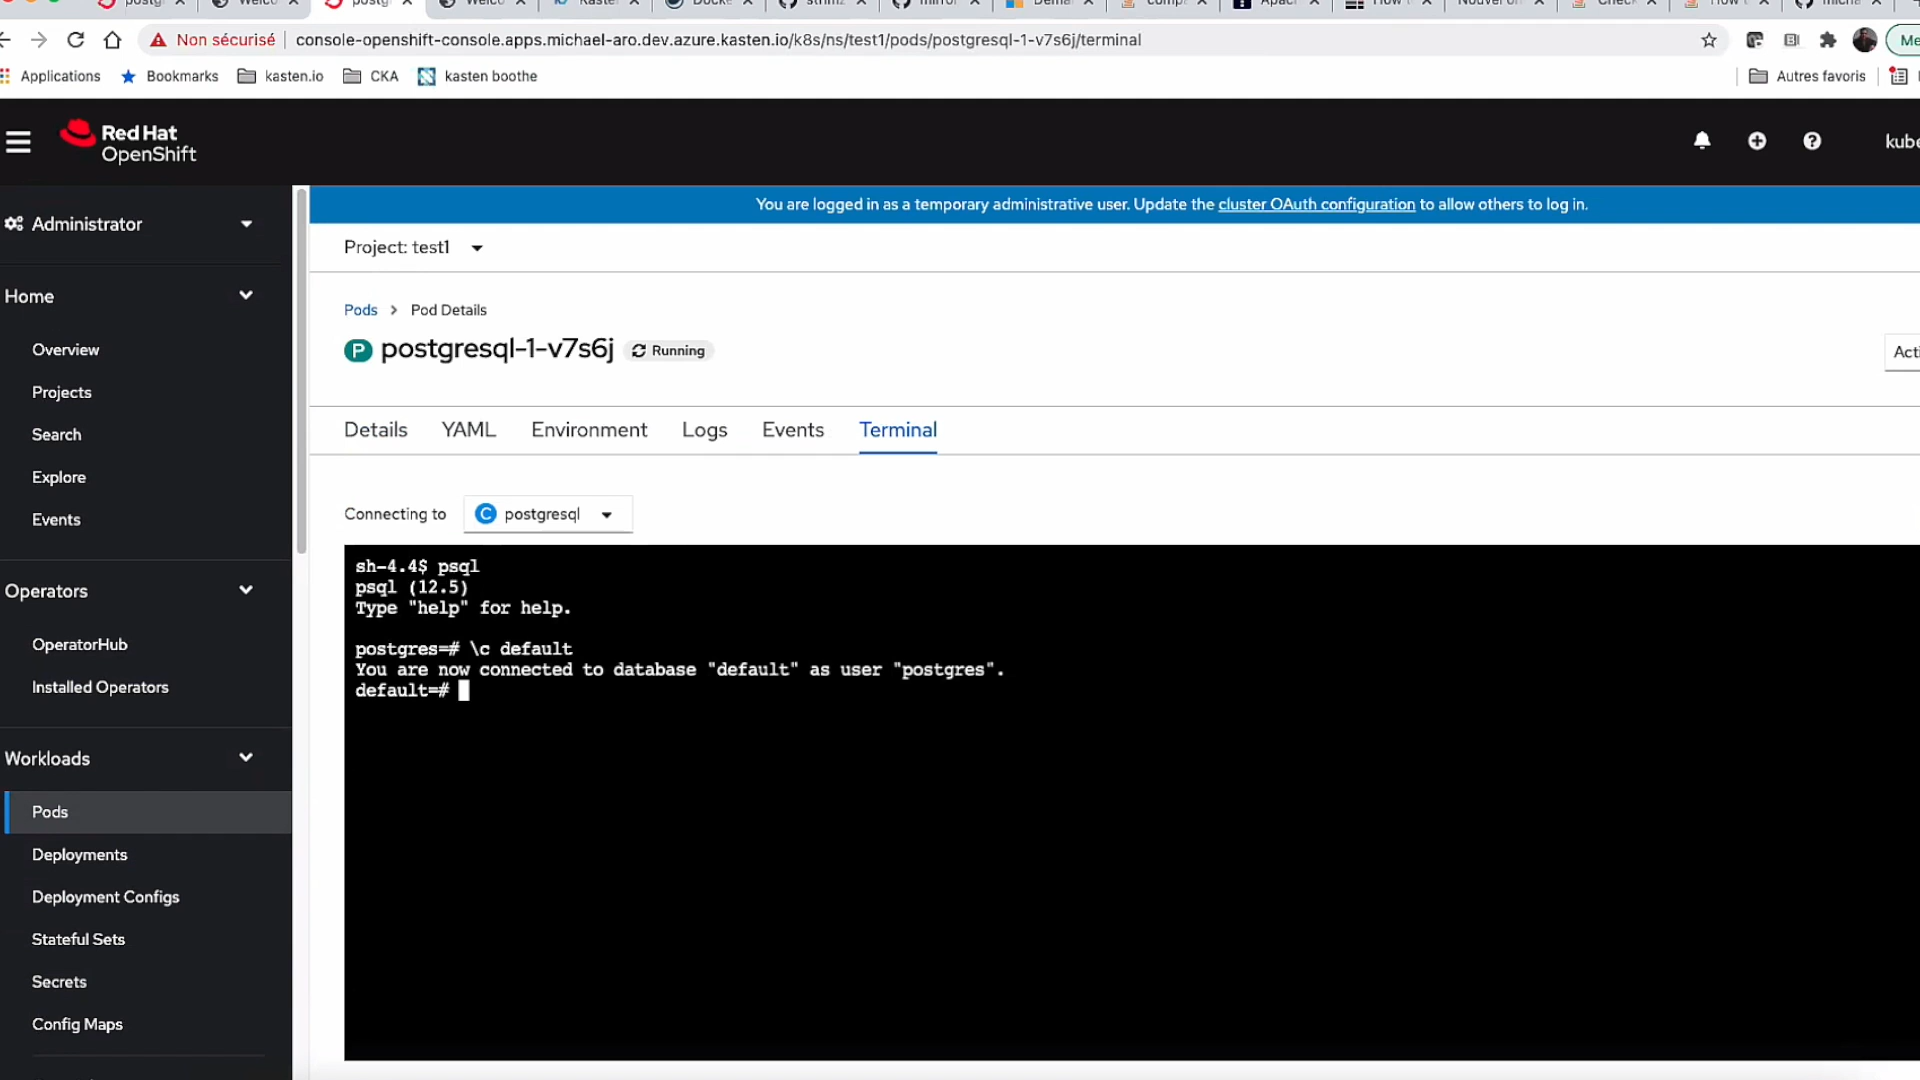 Non sécurisé console-openshift-console.apps.michael-aro.dev.azure.kasten.io/k8s/ns/test1/pods/postgresql-1-v7s6j/terminal
Applications Bookmarks kasten.io CKA kasten boothe Autres favoris
Red Hat
OpenShift
Administrator
Home
Overview
Projects
Search
Explore
Events
Operators
OperatorHub
Installed Operators
Workloads
Pods
Deployments
Deployment Configs
Stateful Sets
Secrets
Config Maps
You are logged in as a temporary administrative user. Update the cluster OAuth configuration to allow others to log in.
Project: test1
Pods > Pod Details
P postgresql-1-v7s6j Running
Details YAML Environment Logs Events Terminal
Connecting to C postgresql
sh-4.4$ psql
psql (12.5)
Type "help" for help.
postgres=# \c default
You are now connected to database "default" as user "postgres".
default=#